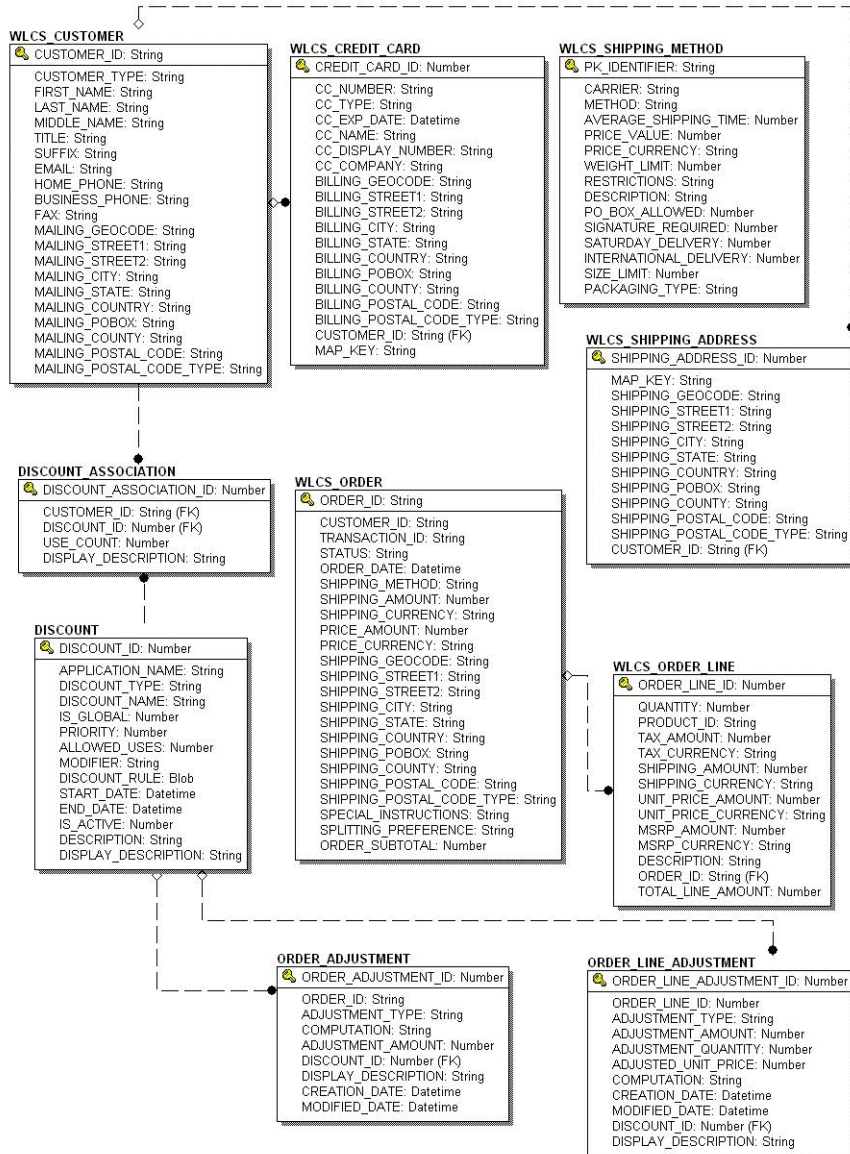 WLCS_CUSTOMER
CUSTOMER_ID: String
CUSTOMER_TYPE: String
FIRST_NAME: String
LAST_NAME: String
MIDDLE_NAME: String
TITLE: String
SUFFIX: String
EMAIL: String
HOME_PHONE: String
BUSINESS_PHONE: String
FAX: String
MAILING_GEOCODE: String
MAILING_STREET1: String
MAILING_STREET2: String
MAILING_CITY: String
MAILING_STATE: String
MAILING_COUNTRY: String
MAILING_POBOX: String
MAILING_COUNTY: String
MAILING_POSTAL_CODE: String
MAILING_POSTAL_CODE_TYPE: String
WLCS_CREDIT_CARD
CREDIT_CARD_ID: Number
CC_NUMBER: String
CC_TYPE: String
CC_EXP_DATE: Datetime
CC_NAME: String
CC_DISPLAY_NUMBER: String
CC_COMPANY: String
BILLING_GEOCODE: String
BILLING_STREET1: String
BILLING_STREET2: String
BILLING_CITY: String
BILLING_STATE: String
BILLING_COUNTRY: String
BILLING_POBOX: String
BILLING_COUNTY: String
BILLING_POSTAL_CODE: String
BILLING_POSTAL_CODE_TYPE: String
CUSTOMER_ID: String (FK)
MAP_KEY: String
WLCS_SHIPPING_METHOD
PK_IDENTIFIER: String
CARRIER: String
METHOD: String
AVERAGE_SHIPPING_TIME: Number
PRICE_VALUE: Number
PRICE_CURRENCY: String
WEIGHT_LIMIT: Number
RESTRICTIONS: String
DESCRIPTION: String
PO_BOX_ALLOWED: Number
SIGNATURE_REQUIRED: Number
SATURDAY_DELIVERY: Number
INTERNATIONAL_DELIVERY: Number
SIZE_LIMIT: Number
PACKAGING_TYPE: String
WLCS_SHIPPING_ADDRESS
SHIPPING_ADDRESS_ID: Number
MAP_KEY: String
SHIPPING_GEOCODE: String
SHIPPING_STREET1: String
SHIPPING_STREET2: String
SHIPPING_CITY: String
SHIPPING_STATE: String
SHIPPING_COUNTRY: String
SHIPPING_POBOX: String
SHIPPING_COUNTY: String
SHIPPING_POSTAL_CODE: String
SHIPPING_POSTAL_CODE_TYPE: String
CUSTOMER_ID: String (FK)
DISCOUNT_ASSOCIATION
DISCOUNT_ASSOCIATION_ID: Number
CUSTOMER_ID: String (FK)
DISCOUNT_ID: Number (FK)
USE_COUNT: Number
DISPLAY_DESCRIPTION: String
WLCS_ORDER
ORDER_ID: String
CUSTOMER_ID: String
TRANSACTION_ID: String
STATUS: String
ORDER_DATE: Datetime
SHIPPING_METHOD: String
SHIPPING_AMOUNT: Number
SHIPPING_CURRENCY: String
PRICE_AMOUNT: Number
PRICE_CURRENCY: String
SHIPPING_GEOCODE: String
SHIPPING_STREET1: String
SHIPPING_STREET2: String
SHIPPING_CITY: String
SHIPPING_STATE: String
SHIPPING_COUNTRY: String
SHIPPING_POBOX: String
SHIPPING_COUNTY: String
SHIPPING_POSTAL_CODE: String
SHIPPING_POSTAL_CODE_TYPE: String
SPECIAL_INSTRUCTIONS: String
SPLITTING_PREFERENCE: String
ORDER_SUBTOTAL: Number
DISCOUNT
DISCOUNT_ID: Number
APPLICATION_NAME: String
DISCOUNT_TYPE: String
DISCOUNT_NAME: String
IS_GLOBAL: Number
PRIORITY: Number
ALLOWED_USES: Number
MODIFIER: String
DISCOUNT_RULE: Blob
START_DATE: Datetime
END_DATE: Datetime
IS_ACTIVE: Number
DESCRIPTION: String
DISPLAY_DESCRIPTION: String
WLCS_ORDER_LINE
ORDER_LINE_ID: Number
QUANTITY: Number
PRODUCT_ID: String
TAX_AMOUNT: Number
TAX_CURRENCY: String
SHIPPING_AMOUNT: Number
SHIPPING_CURRENCY: String
UNIT_PRICE_AMOUNT: Number
UNIT_PRICE_CURRENCY: String
MSRP_AMOUNT: Number
MSRP_CURRENCY: String
DESCRIPTION: String
ORDER_ID: String (FK)
TOTAL_LINE_AMOUNT: Number
ORDER_ADJUSTMENT
ORDER_ADJUSTMENT_ID: Number
ORDER_ID: String
ADJUSTMENT_TYPE: String
COMPUTATION: String
ADJUSTMENT_AMOUNT: Number
DISCOUNT_ID: Number (FK)
DISPLAY_DESCRIPTION: String
CREATION_DATE: Datetime
MODIFIED_DATE: Datetime
ORDER_LINE_ADJUSTMENT
ORDER_LINE_ADJUSTMENT_ID: Number
ORDER_LINE_ID: Number
ADJUSTMENT_TYPE: String
ADJUSTMENT_AMOUNT: Number
ADJUSTMENT_QUANTITY: Number
ADJUSTED_UNIT_PRICE: Number
COMPUTATION: String
CREATION_DATE: Datetime
MODIFIED_DATE: Datetime
DISCOUNT_ID: Number (FK)
DISPLAY_DESCRIPTION: String